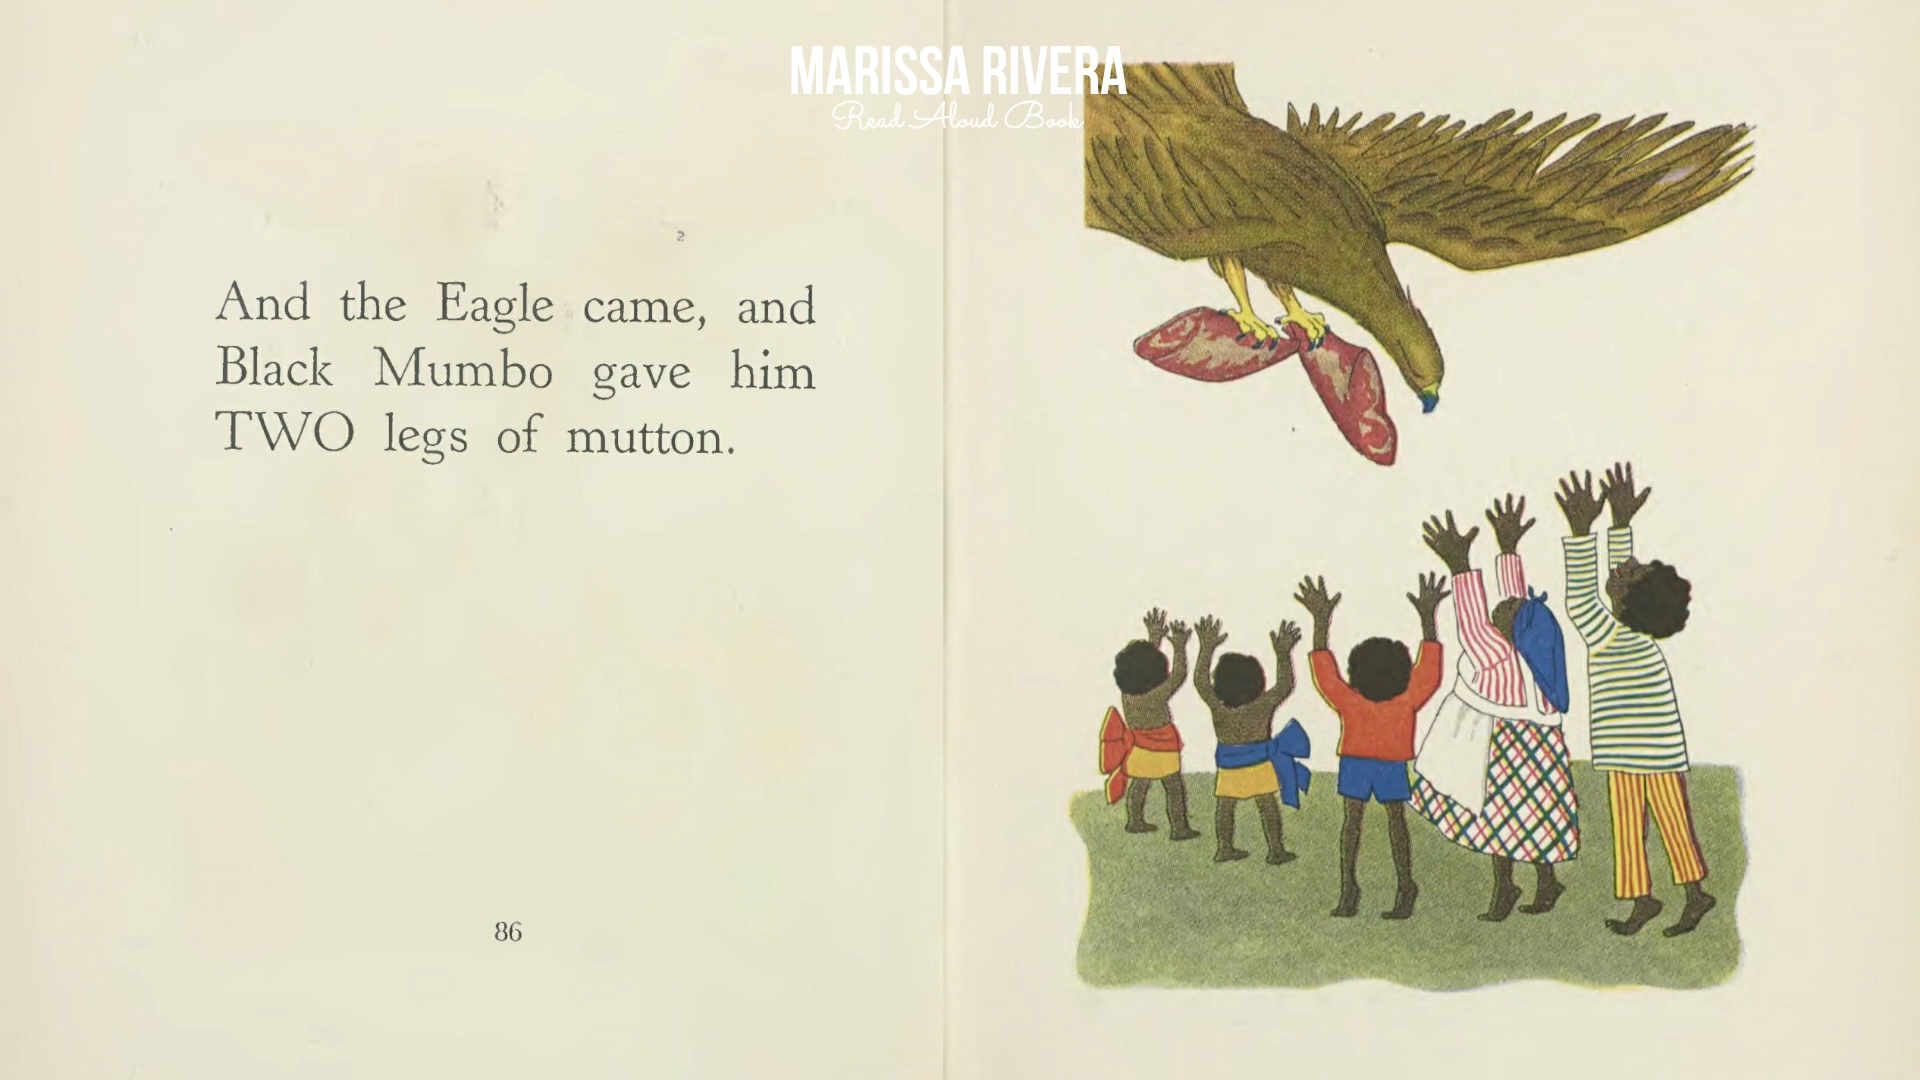 MARISSA RIVERA
Read Aloud Book
And the Eagle came, and
Black Mumbo gave him
TWO legs of mutton.
86